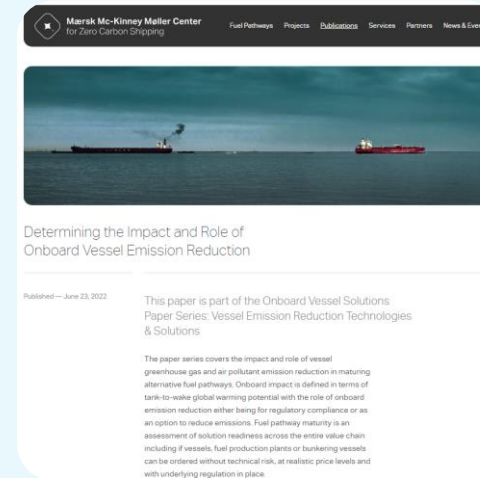 Mærsk Mc-Kinney Møller Center
for Zero Carbon Shipping
Fuel Pathways Projects Publications Services Partners News & Even
Determining the Impact and Role of
Onboard Vessel Emission Reduction
Published — June 23, 2022
This paper is part of the Onboard Vessel Solutions
Paper Series: Vessel Emission Reduction Technologies
& Solutions
The paper series covers the impact and role of vessel
greenhouse gas and air pollutant emission reduction in maturing
alternative fuel pathways. Onboard impact is defined in terms of
tank-to-wake global warming potential with the role of onboard
emission reduction either being for regulatory compliance or as
an option to reduce emissions. Fuel pathway maturity is an
assessment of solution readiness across the entire value chain
including if vessels, fuel production plants or bunkering vessels
can be ordered without technical risk, at realistic price levels and
with underlying regulation in place.